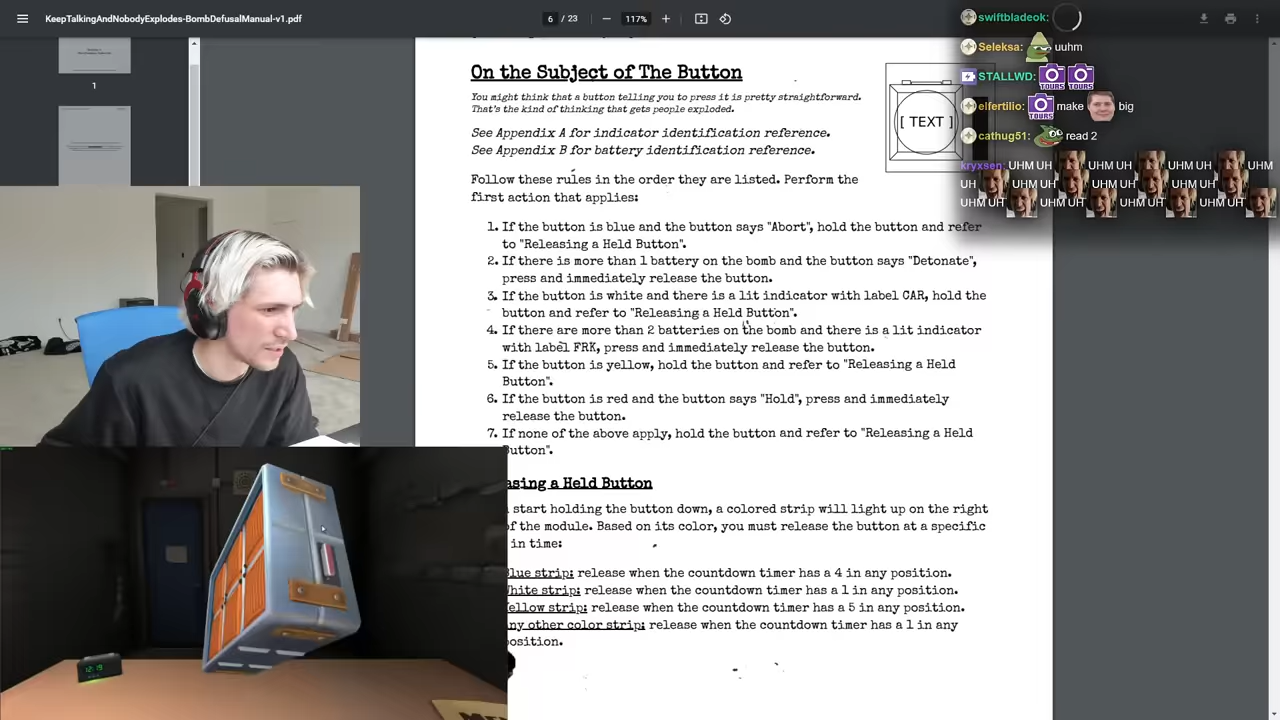 KeepTalkingAndNobodyExplodes-BombDefusalManual-v1.pdf
6 / 23
117%
1
On the Subject of The Button
You might think that a button telling you to press it is pretty straightforward.
That's the kind of thinking that gets people exploded.
See Appendix A for indicator identification reference.
See Appendix B for battery identification reference.
[ TEXT ]
Follow these rules in the order they are listed. Perform the
first action that applies:
1. If the button is blue and the button says "Abort", hold the button and refer
to "Releasing a Held Button".
2. If there is more than 1 battery on the bomb and the button says "Detonate",
press and immediately release the button.
3. If the button is white and there is a lit indicator with label CAR, hold the
button and refer to "Releasing a Held Button".
4. If there are more than 2 batteries on the bomb and there is a lit indicator
with label FRK, press and immediately release the button.
5. If the button is yellow, hold the button and refer to "Releasing a Held
Button".
6. If the button is red and the button says "Hold", press and immediately
release the button.
7. If none of the above apply, hold the button and refer to "Releasing a Held
Button".
asing a Held Button
start holding the button down, a colored strip will light up on the right
of the module. Based on its color, you must release the button at a specific
in time:
Blue strip: release when the countdown timer has a 4 in any position.
White strip: release when the countdown timer has a 1 in any position.
Yellow strip: release when the countdown timer has a 5 in any position.
any other color strip: release when the countdown timer has a 1 in any
position.
swiftbladeok:
Seleksa: uuhm
STALLWD: TOURS TOURS
elfertilio: TOURS make big
cathug51: read 2
kryxsen: UHM UH UHM UH UHM UH UHM
UH UHM UH UHM UH UHM UH
UHM UH UHM UH UHM UH UHM UH
12:19